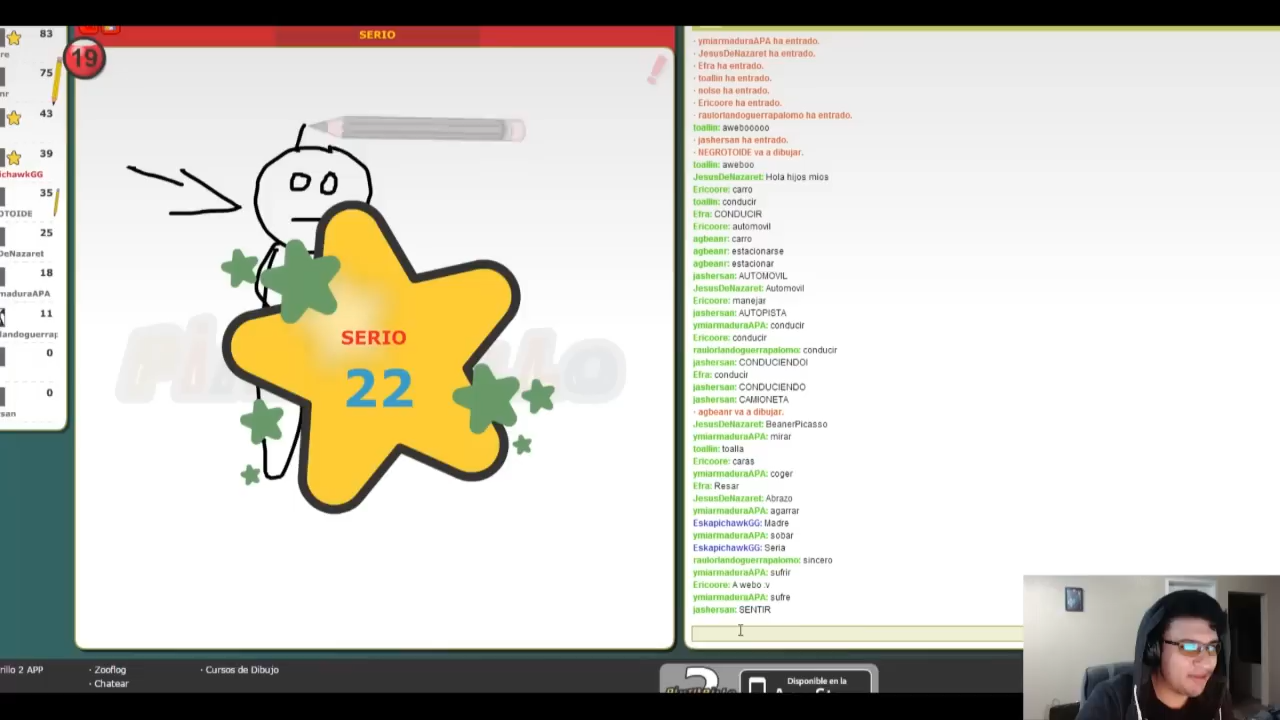 SERIO
83
re
19
75
nr
43
39
ichawkGG
35
OTOIDE
25
DeNazaret
18
maduraAPA
11
landoguerrap
0
0
san
SERIO
22
· ymiarmaduraAPA ha entrado.
· JesusDeNazaret ha entrado.
· Efra ha entrado.
· toallin ha entrado.
· noise ha entrado.
· Ericoore ha entrado.
· raulorlandoguerrapalomo ha entrado.
toallin: awebooooo
· jashersan ha entrado.
· NEGROTOIDE va a dibujar.
toallin: aweboo
JesusDeNazaret: Hola hijos mios
Ericoore: carro
toallin: conducir
Efra: CONDUCIR
Ericoore: automovil
agbeanr: carro
agbeanr: estacionarse
agbeanr: estacionar
jashersan: AUTOMOVIL
JesusDeNazaret: Automovil
Ericoore: manejar
jashersan: AUTOPISTA
ymiarmaduraAPA: conducir
Ericoore: conducir
raulorlandoguerrapalomo: conducir
jashersan: CONDUCIENDOI
Efra: conducir
jashersan: CONDUCIENDO
jashersan: CAMIONETA
· agbeanr va a dibujar.
JesusDeNazaret: BeanerPicasso
ymiarmaduraAPA: mirar
toallin: toalla
Ericoore: caras
ymiarmaduraAPA: coger
Efra: Resar
JesusDeNazaret: Abrazo
ymiarmaduraAPA: agarrar
EskapichawkGG: Madre
ymiarmaduraAPA: sobar
EskapichawkGG: Seria
raulorlandoguerrapalomo: sincero
ymiarmaduraAPA: sufrir
Ericoore: A webo :v
ymiarmaduraAPA: sufre
jashersan: SENTIR
rillo 2 APP
· Zooflog
· Cursos de Dibujo
· Chatear
Disponible en la